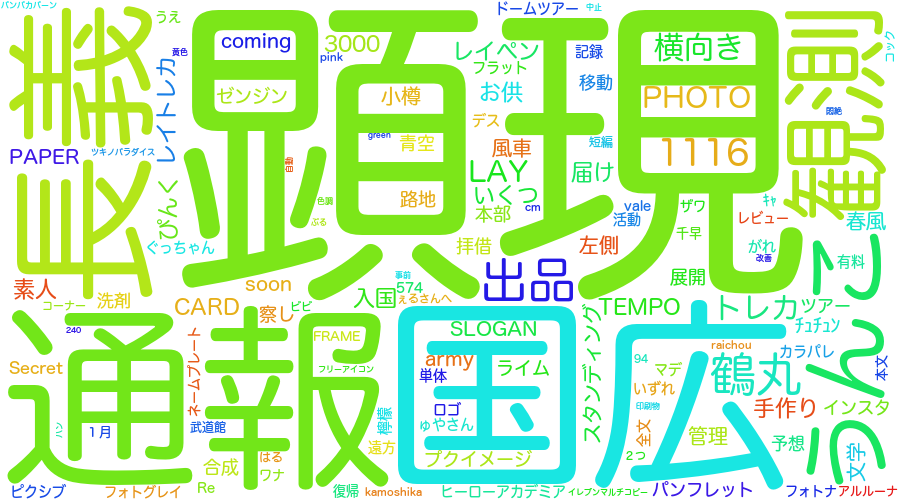 パンパカパーン
うえ
ドームツアー
中止
黄色
coming
3000
pink
レイペン
フラット
記録
横向き
コック
長義
顕現
観測
レイトレカ
ゼンジン
小樽
お供
移動
PHOTO
デス
悶絶
PAPER
ツキノパラダイス
green
青空
風車
短編
1116
自動
LAY
届け
ぴんく
色調
路地
いくつ
vale
ザワ
ｷｬ
ぶる
本部
cm
活動
レビュー
春風
ぐっちゃん
拝借
左側
千早
がれ
改善
有料
うんこ
素人
soon
事前
574
出品
展開
コーナー
洗剤
CARD
察し
ビビ
入国
ぇるさんへ
TEMPO
トレカ
ツアー
通報
国広
240
ネームプレート
FRAME
SLOGAN
スタンディング
ﾁｭﾁｭﾝ
raichou
カラパレ
本文
Secret
フリーアイコン
army
単体
ライム
94
マデ
鶴丸
いずれ
ハン
1月
武道館
檸檬
ロゴ
ゅやさん
印刷物
手作り
インスタ
はる
遠方
全文
管理
予想
文字
合成
ワナ
プクイメージ
2つ
ピクシブ
フォトグレイ
Re
復帰
kamoshika
ヒーローアカデミア
イレブンマルチコピー
パンフレット
フォトナ
アルルーナ